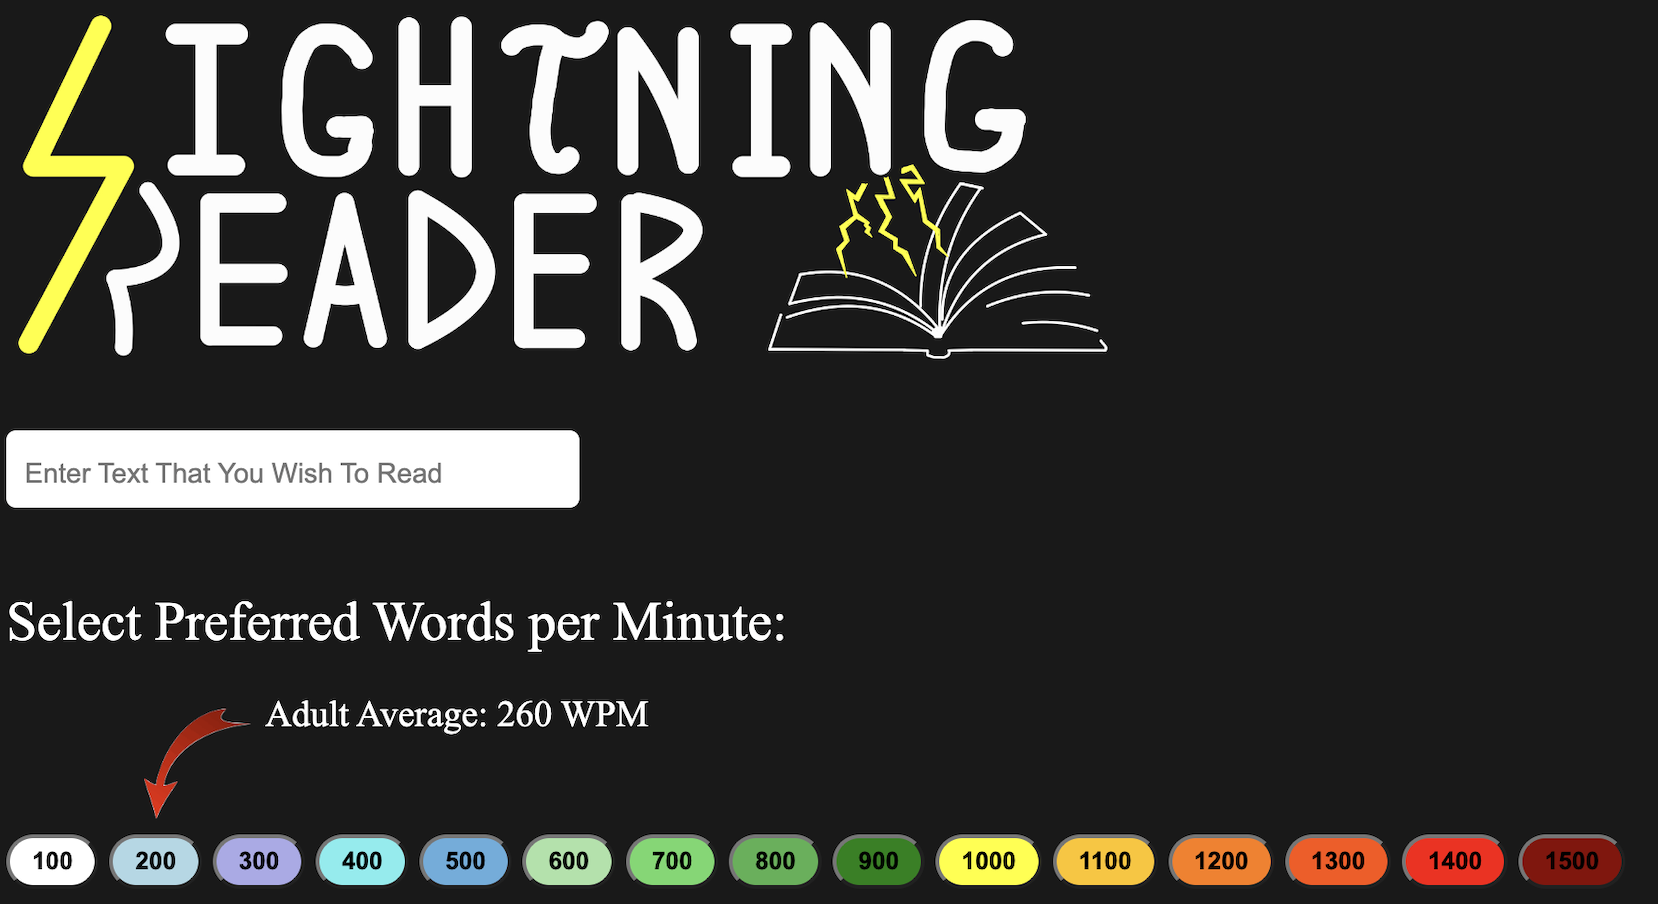 LIGHTNING
READER
Enter Text That You Wish To Read
Select Preferred Words per Minute:
Adult Average: 260 WPM
100 200 300 400 500 600 700 800 900 1000 1100 1200 1300 1400 1500